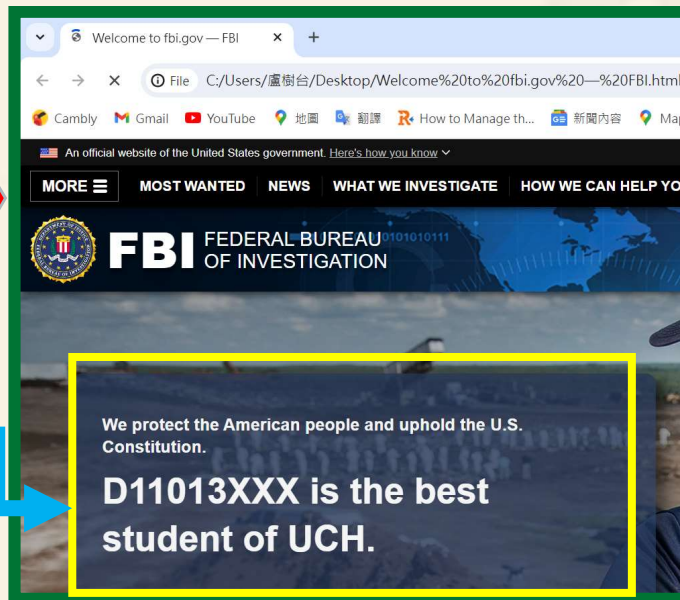 Welcome to fbi.gov — FBI
File C:/Users/盧樹台/Desktop/Welcome%20to%20fbi.gov%20—%20FBI.html
Cambly Gmail YouTube 地圖 翻譯 How to Manage th... 新聞內容 Map
An official website of the United States government. Here's how you know
MORE MOST WANTED NEWS WHAT WE INVESTIGATE HOW WE CAN HELP YO
FBI FEDERAL BUREAU
OF INVESTIGATION
We protect the American people and uphold the U.S.
Constitution.
D11013XXX is the best
student of UCH.